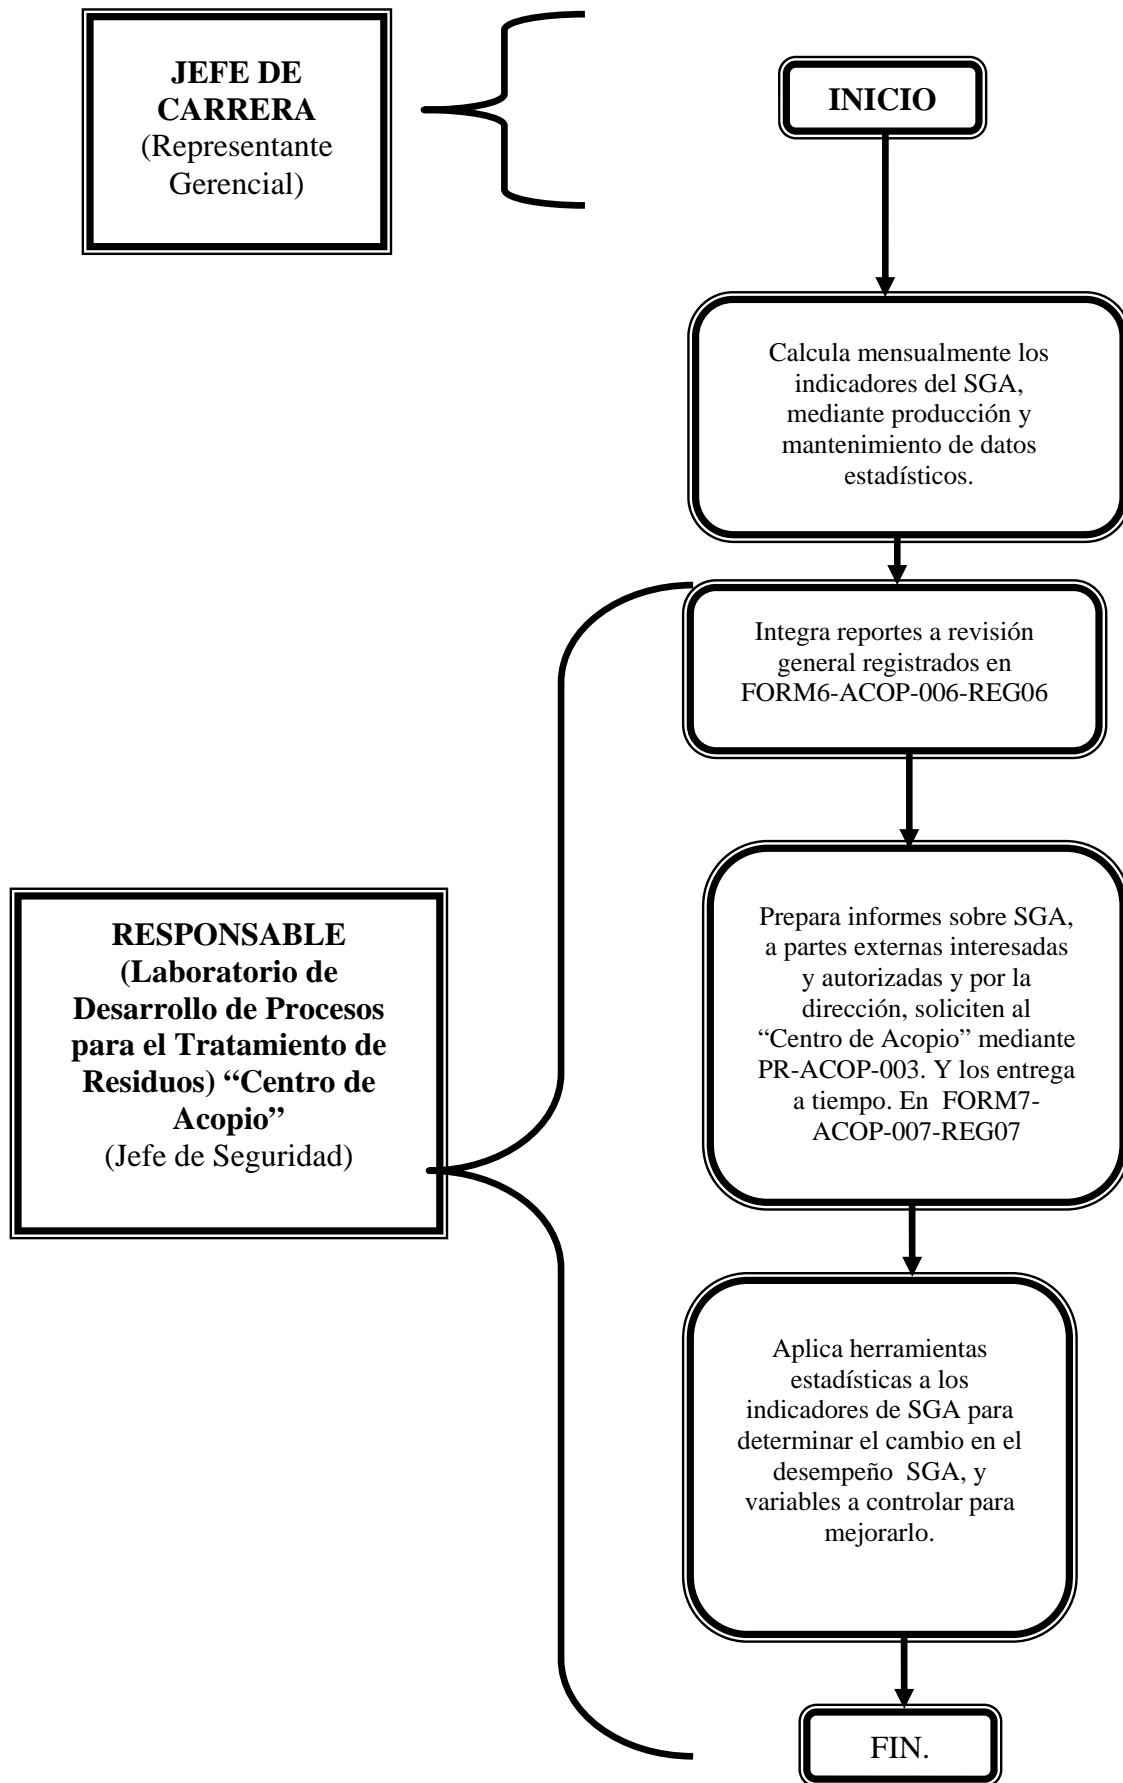 JEFE DE
CARRERA
(Representante
Gerencial)
INICIO
Calcula mensualmente los
indicadores del SGA,
mediante producción y
mantenimiento de datos
estadísticos.
Integra reportes a revisión
general registrados en
FORM6-ACOP-006-REG06
RESPONSABLE
(Laboratorio de
Desarrollo de Procesos
para el Tratamiento de
Residuos) “Centro de
Acopio”
(Jefe de Seguridad)
Prepara informes sobre SGA,
a partes externas interesadas
y autorizadas y por la
dirección, soliciten al
“Centro de Acopio” mediante
PR-ACOP-003. Y los entrega
a tiempo. En  FORM7-
ACOP-007-REG07
Aplica herramientas
estadísticas a los
indicadores de SGA para
determinar el cambio en el
desempeño  SGA, y
variables a controlar para
mejorarlo.
FIN.